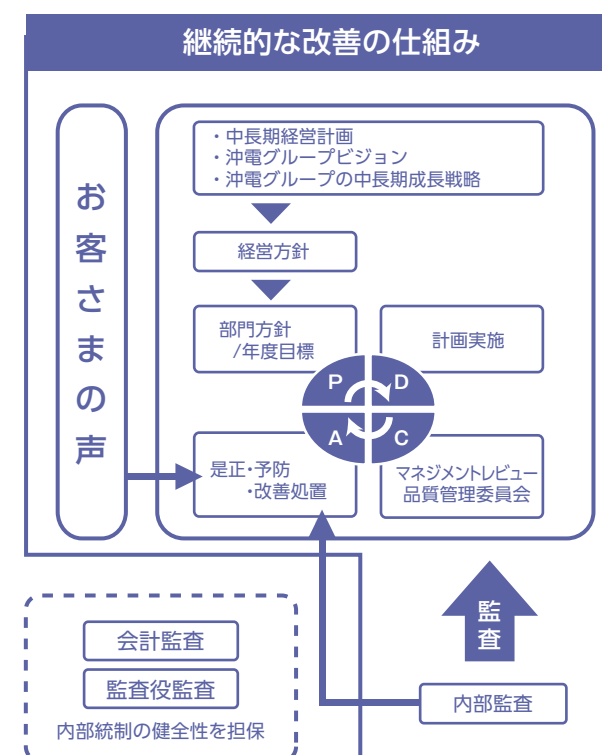 継続的な改善の仕組み
お客さまの声
・中長期経営計画
・沖電グループビジョン
・沖電グループの中長期成長戦略
経営方針
部門方針
/年度目標
計画実施
P
D
A
C
是正・予防
・改善処置
マネジメントレビュー
品質管理委員会
監査
会計監査
監査役監査
内部統制の健全性を担保
内部監査